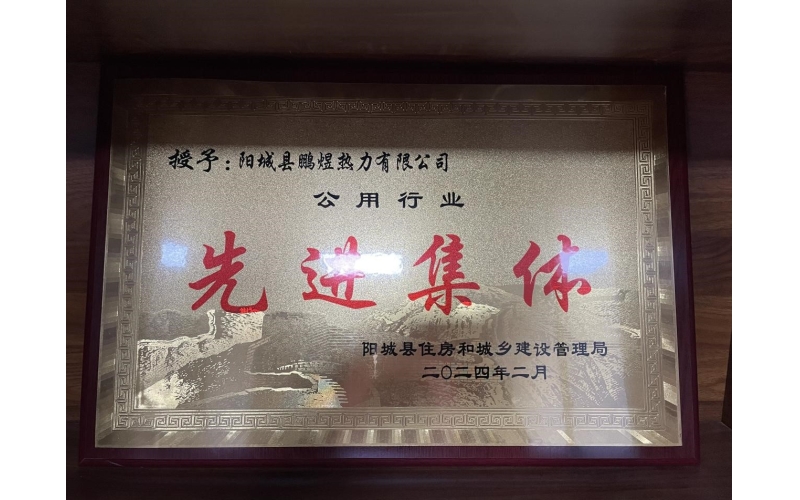 授予：阳城县鹏煜热力有限公司
公用行业
先进集体
阳城县住房和城乡建设管理局
二〇二四年二月